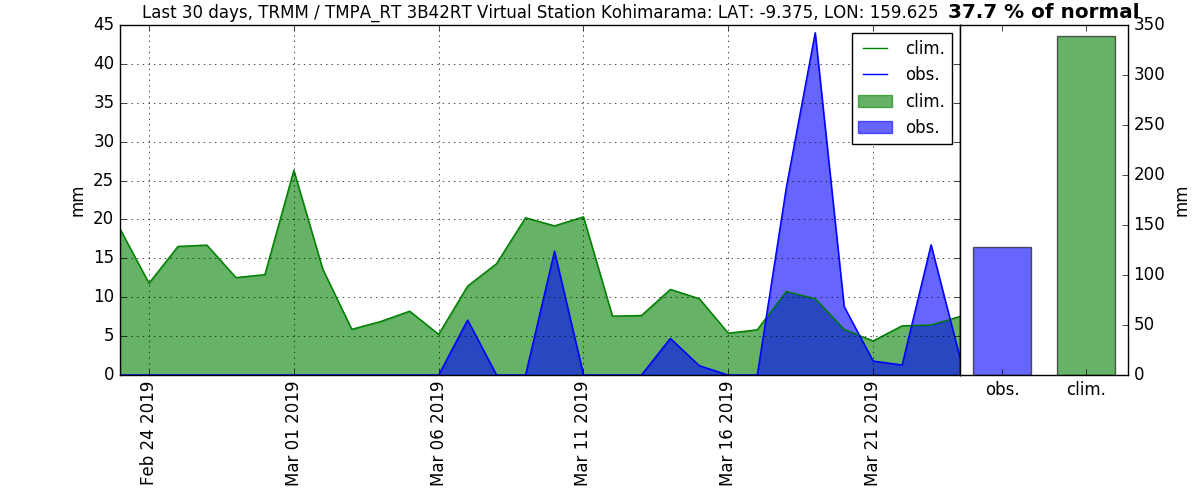 Last 30 days, TRMM / TMPA_RT 3B42RT Virtual Station Kohimarama: LAT: -9.375, LON: 159.625
37.7 % of normal
mm
45
40
35
30
25
20
15
10
5
0
clim.
obs.
clim.
obs.
Feb 24 2019
Mar 01 2019
Mar 06 2019
Mar 11 2019
Mar 16 2019
Mar 21 2019
350
300
250
200
150
100
50
0
mm
obs.
clim.